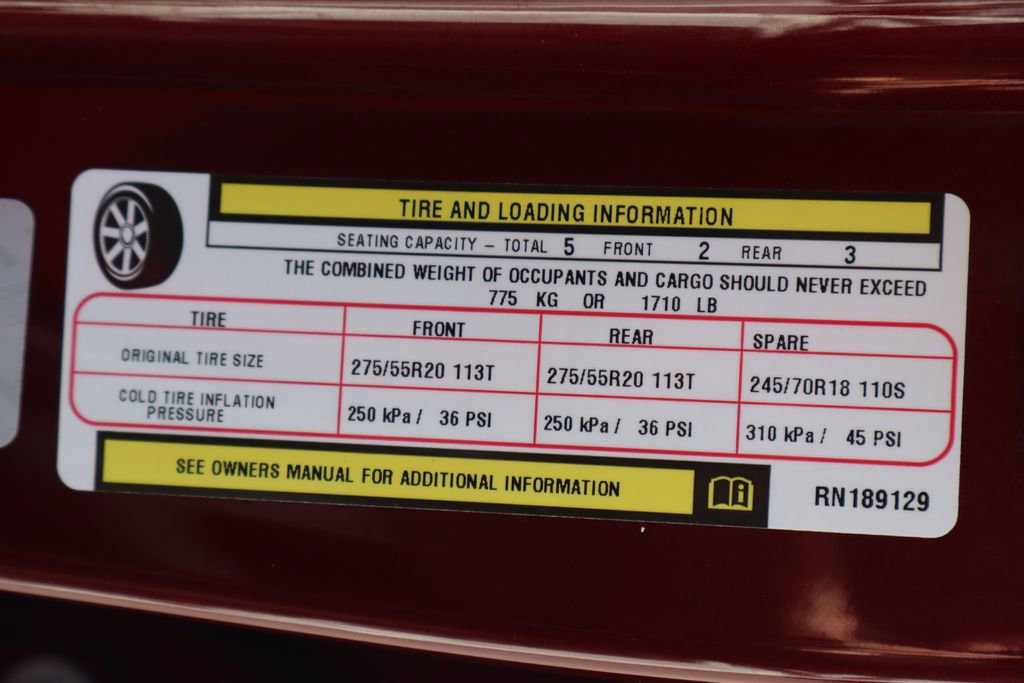 TIRE AND LOADING INFORMATION
SEATING CAPACITY – TOTAL 5 FRONT 2 REAR 3
THE COMBINED WEIGHT OF OCCUPANTS AND CARGO SHOULD NEVER EXCEED
775 KG OR 1710 LB
TIRE FRONT REAR SPARE
ORIGINAL TIRE SIZE 275/55R20 113T 275/55R20 113T 245/70R18 110S
COLD TIRE INFLATION
PRESSURE 250 kPa / 36 PSI 250 kPa / 36 PSI 310 kPa / 45 PSI
SEE OWNERS MANUAL FOR ADDITIONAL INFORMATION
RN189129